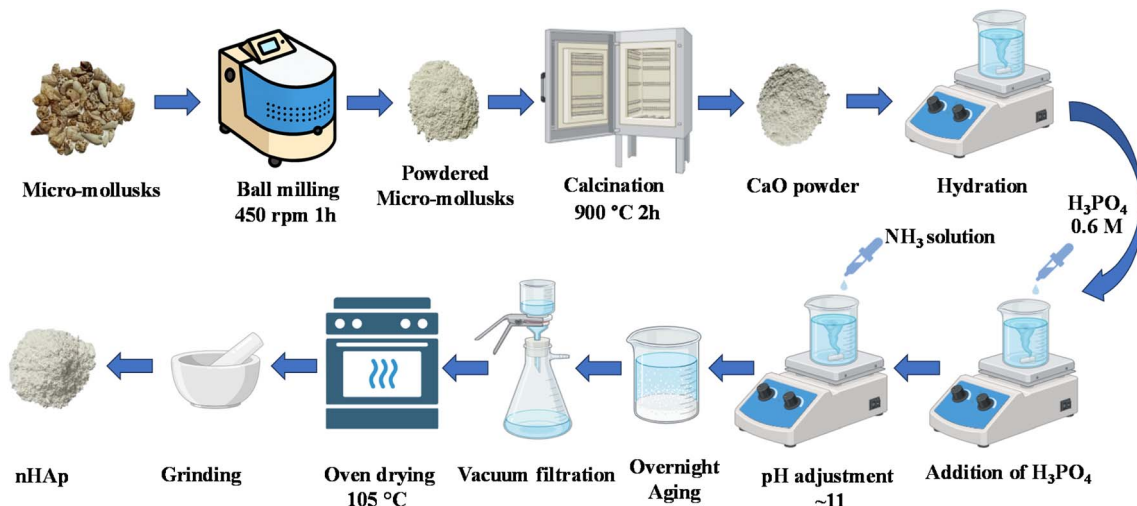 Micro-mollusks
Ball milling
450 rpm 1h
Powdered
Micro-mollusks
Calcination
900 °C 2h
CaO powder
Hydration
H₃PO₄
0.6 M
NH₃ solution
Addition of H₃PO₄
pH adjustment
~11
Overnight
Aging
Vacuum filtration
Oven drying
105 °C
Grinding
nHAp